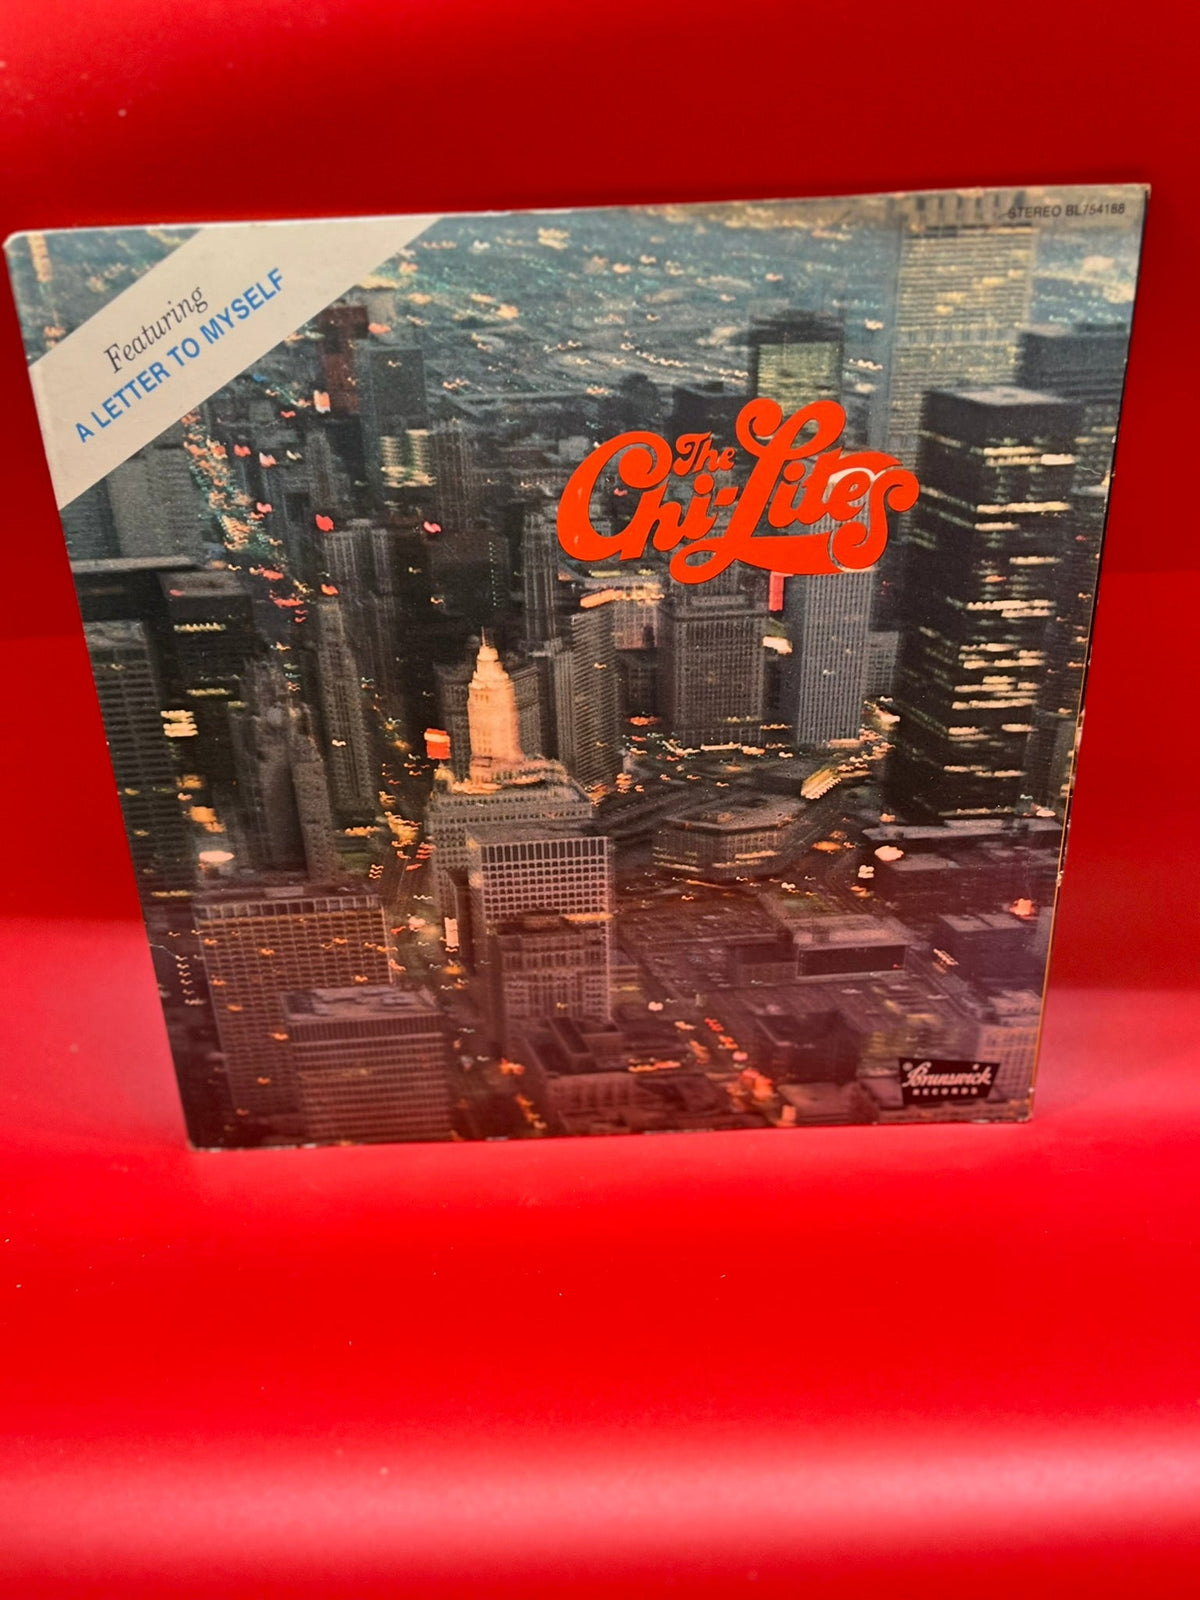 STEREO BL754188
Featuring
A LETTER TO MYSELF
The
Chi-Lites
Brunswick
RECORDS